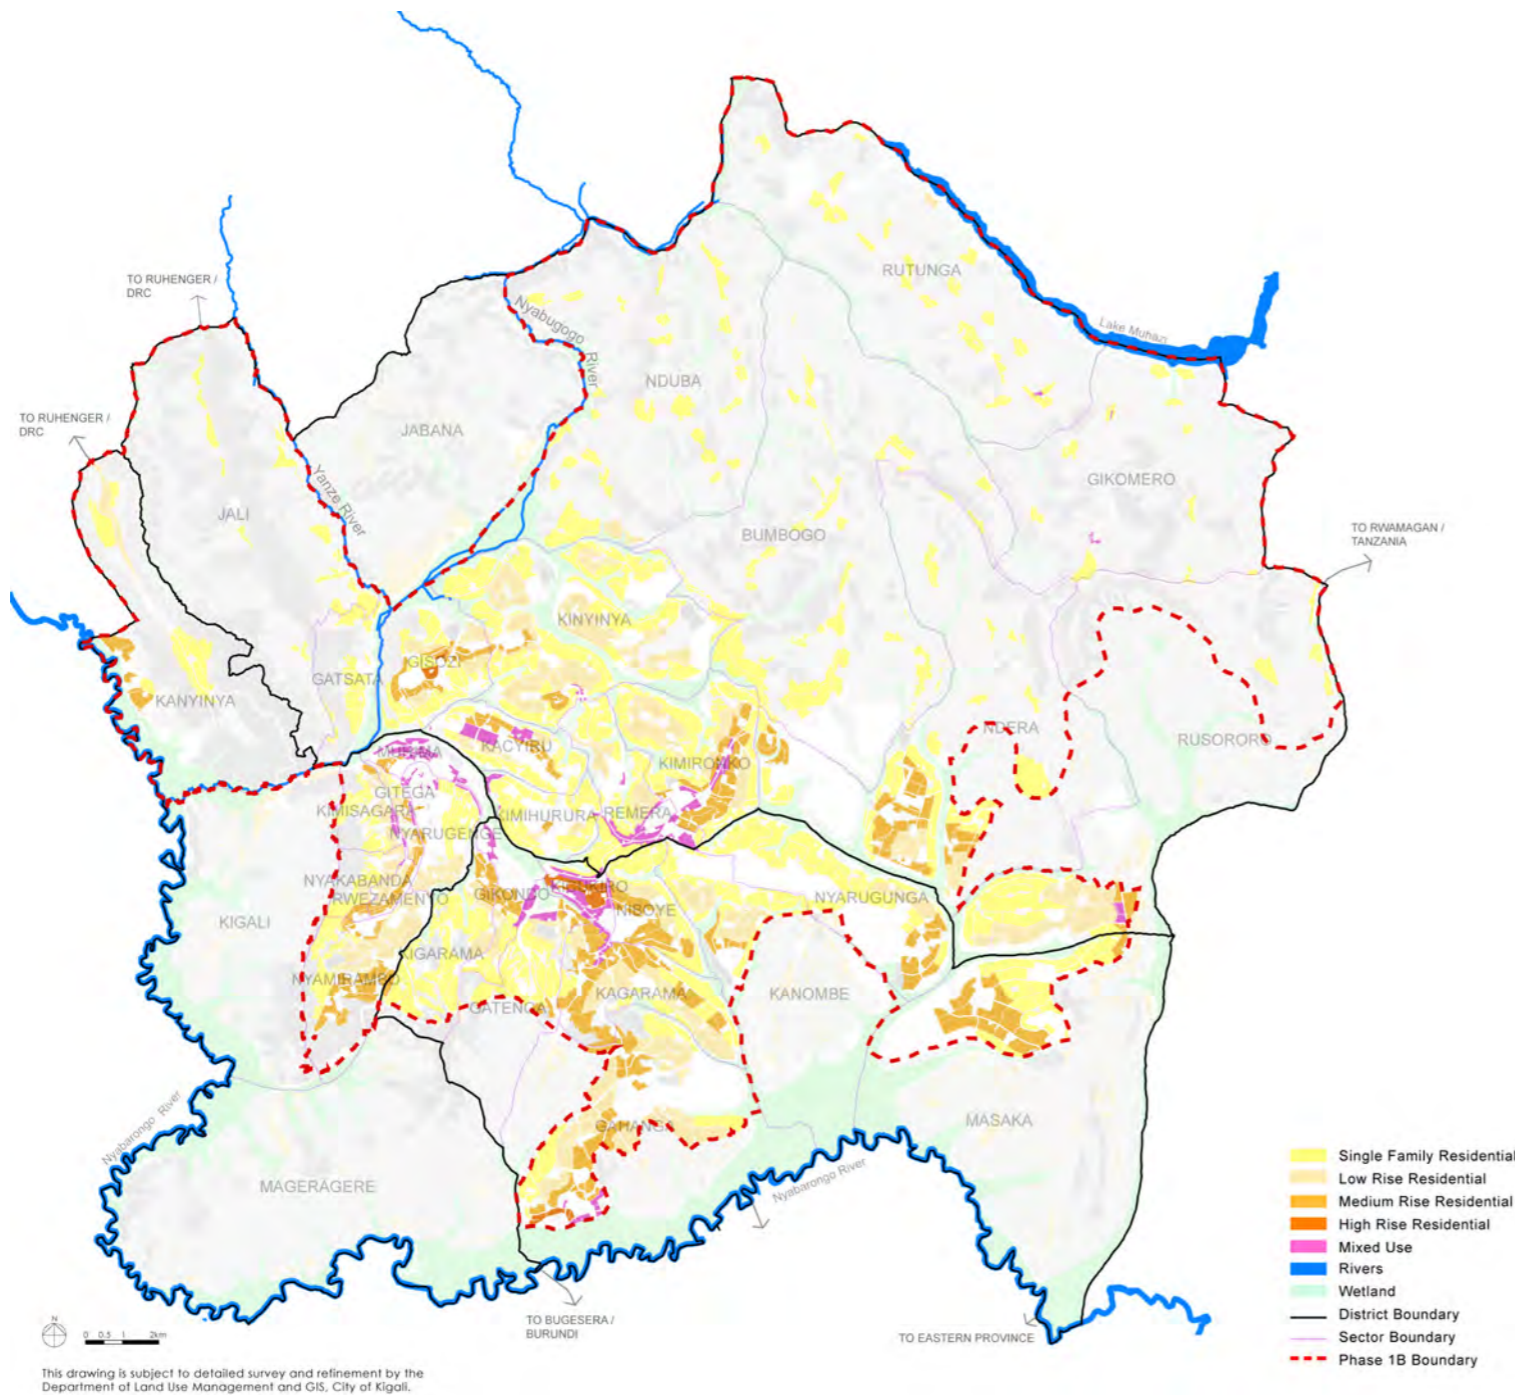 TO RUHENGER /
DRC
TO RUHENGER /
DRC
Nyabugogo
River
RUTUNGA
Lake Muhazi
NDUBA
JABANA
Yanze River
JALI
GIKOMERO
BUMBOGO
TO RWAMAGAN /
TANZANIA
KINYINYA
GISOZI
GATSATA
KANYINYA
NDERA
RUSORORO
MUHIMA
KACYIRU
KIMIRONKO
GITEGA
KIMISAGARA
KIMIHURURA
REMERA
NYARUGENGE
NYAKABANDA
RWEZAMENYO
GIKONDO
KICUKIRO
NIBOYE
NYARUGUNGA
KIGALI
KIGARAMA
NYAMIRAMBO
KAGARAMA
KANOMBE
GATENGA
Nyabarongo River
GAHANGA
MASAKA
MAGERAGERE
Nyabarongo River
Single Family Residential
Low Rise Residential
Medium Rise Residential
High Rise Residential
Mixed Use
Rivers
Wetland
District Boundary
Sector Boundary
Phase 1B Boundary
TO BUGESERA /
BURUNDI
TO EASTERN PROVINCE
N
0 0.5 1 2km
This drawing is subject to detailed survey and refinement by the
Department of Land Use Management and GIS, City of Kigali.